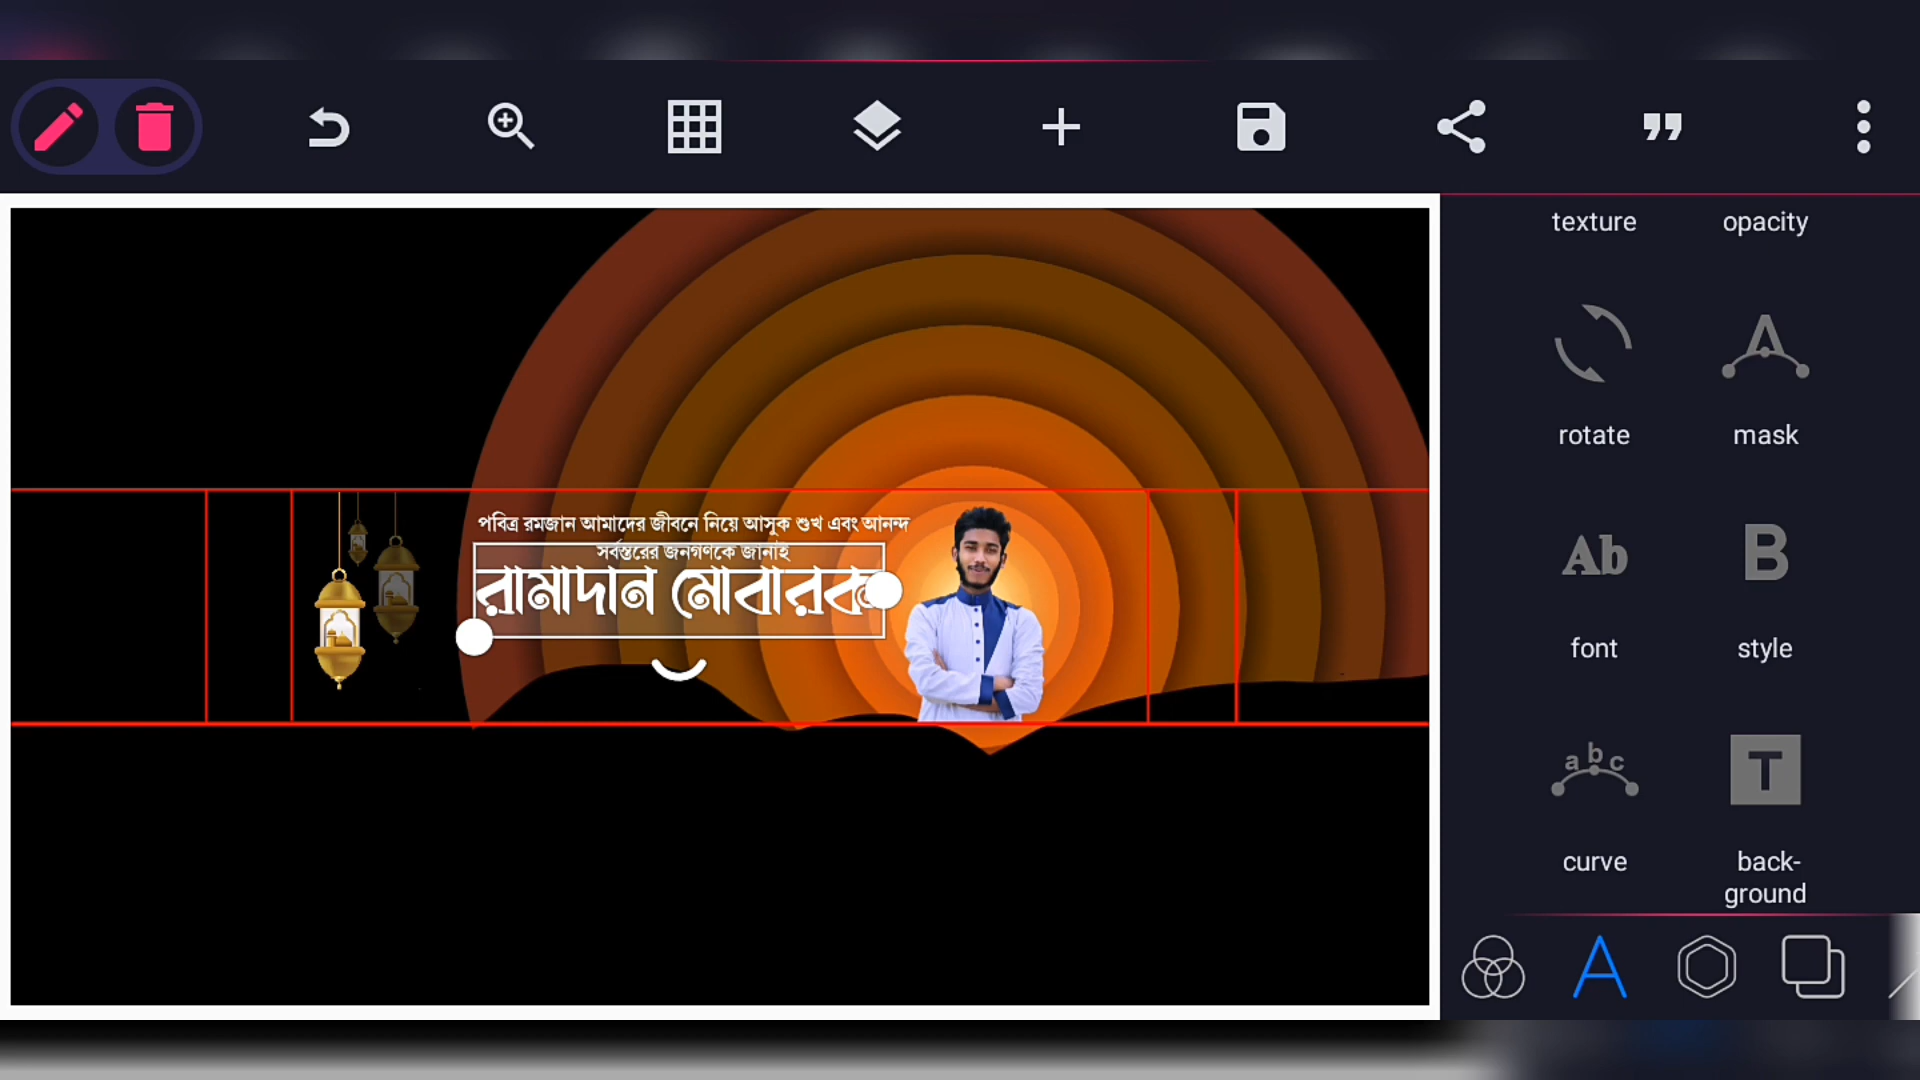 texture
opacity
rotate
mask
Ab
B
font
style
a b c
T
curve
back-
ground
A
পবিত্র রমজান আমাদের জীবনে নিয়ে আসুক শুখ এবং আনন্দ
সর্বস্তরের জনগণকে জানাই
রামাদান মোবারক